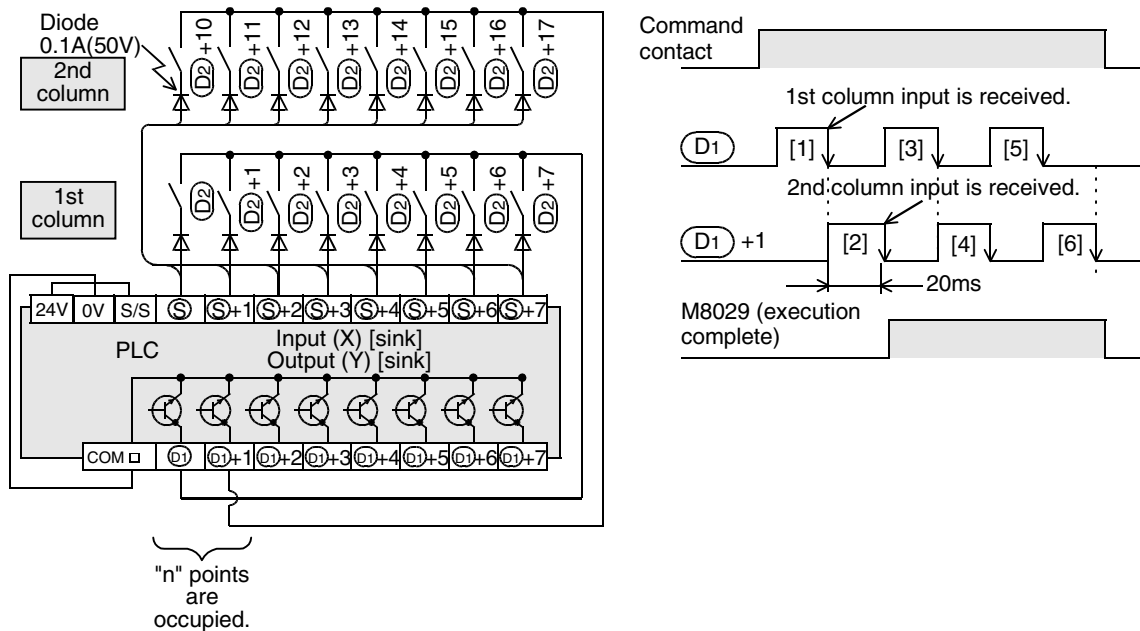 Diode
0.1A(50V)
2nd
column
D2 +10
D2 +11
D2 +12
D2 +13
D2 +14
D2 +15
D2 +16
D2 +17
1st
column
D2
D2 +1
D2 +2
D2 +3
D2 +4
D2 +5
D2 +6
D2 +7
24V 0V S/S S S+1 S+2 S+3 S+4 S+5 S+6 S+7
PLC
Input (X) [sink]
Output (Y) [sink]
COM D1 D1+1 D1+2 D1+3 D1+4 D1+5 D1+6 D1+7
"n" points
are
occupied.
Command
contact
1st column input is received.
D1 [1] [3] [5]
2nd column input is received.
D1 +1 [2] [4] [6]
20ms
M8029 (execution
complete)